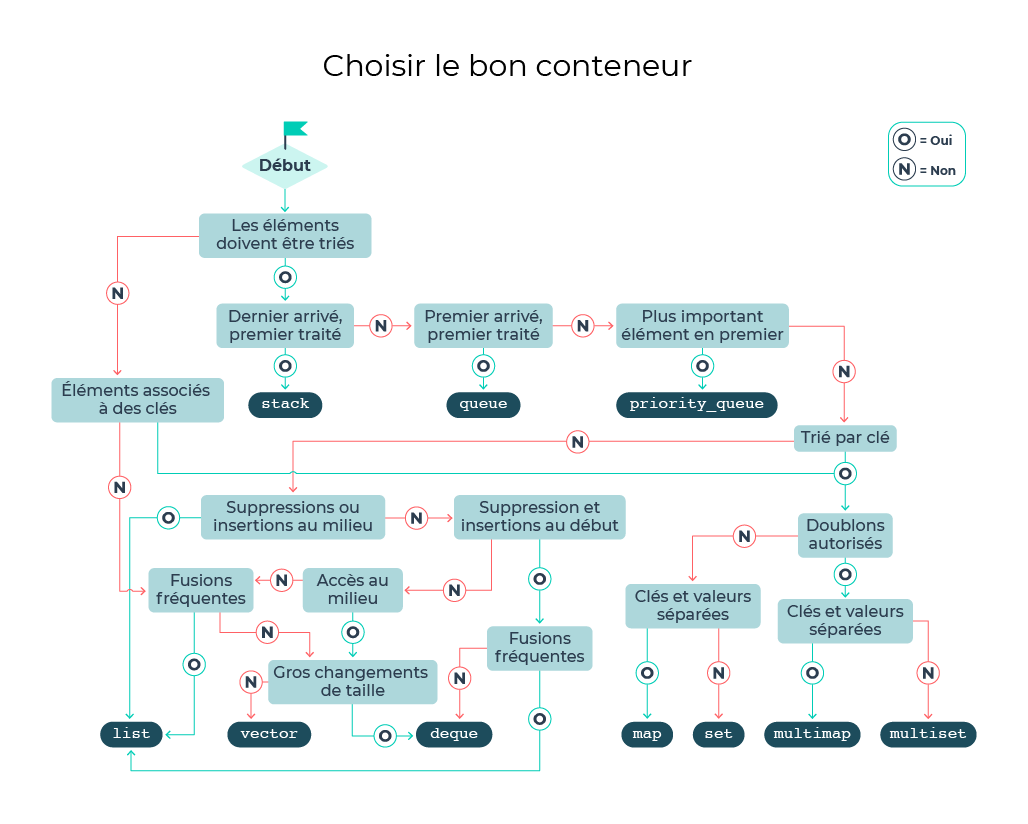 Choisir le bon conteneur
O = Oui
N = Non
Début
Les éléments
doivent être triés
N
O
Dernier arrivé,
premier traité
N
Premier arrivé,
premier traité
N
Plus important
élément en premier
O
O
O
N
stack
queue
priority_queue
Éléments associés
à des clés
Trié par clé
N
O
N
Suppressions ou
insertions au milieu
O
N
Suppression et
insertions au début
Doublons
autorisés
N
O
Fusions
fréquentes
N
Accès au
milieu
N
O
Clés et valeurs
séparées
Clés et valeurs
séparées
N
O
Fusions
fréquentes
O
Gros changements
de taille
N
N
O
N
O
N
O
O
list
vector
deque
map
set
multimap
multiset